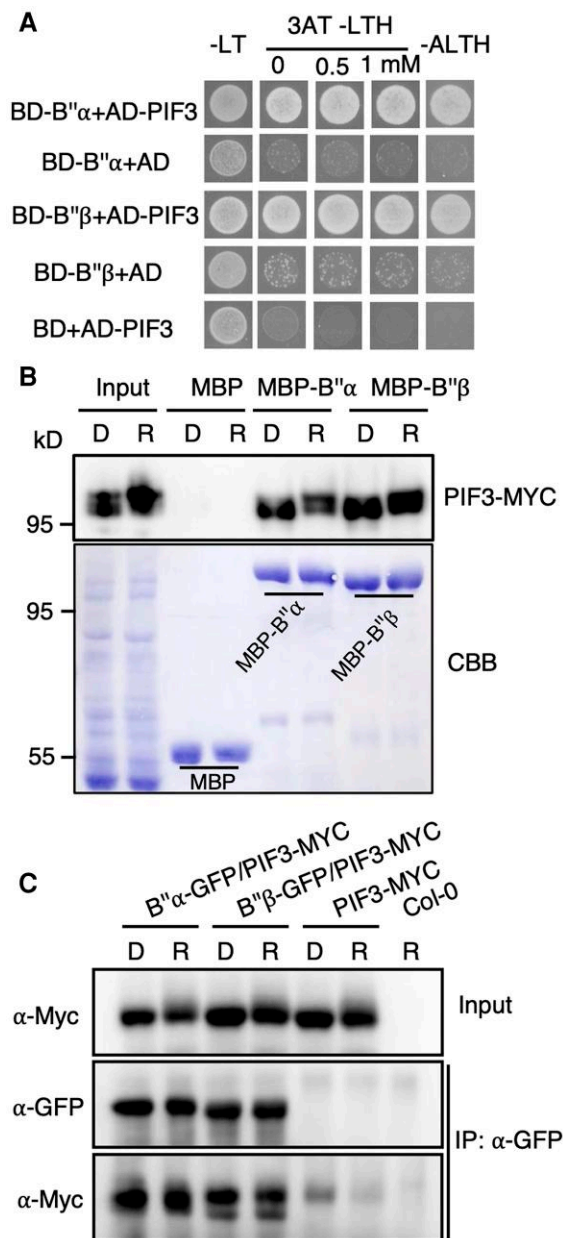 A
3AT -LTH
-LT -ALTH
0 0.5 1 mM
BD-B"α+AD-PIF3
BD-B"α+AD
BD-B"β+AD-PIF3
BD-B"β+AD
BD+AD-PIF3
B
Input MBP MBP-B"α MBP-B"β
kD D R D R D R D R
PIF3-MYC
95
95
MBP-B"α
MBP-B"β
CBB
55
MBP
C
B"α-GFP/PIF3-MYC
B"β-GFP/PIF3-MYC
PIF3-MYC
Col-0
D R D R D R R
α-Myc Input
α-GFP
IP: α-GFP
α-Myc